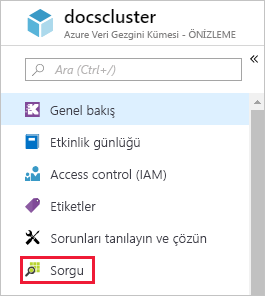 docscluster
Azure Veri Gezgini Kümesi - ÖNİZLEME
Ara (Ctrl+/)
Genel bakış
Etkinlik günlüğü
Access control (IAM)
Etiketler
Sorunları tanılayın ve çözün
Sorgu